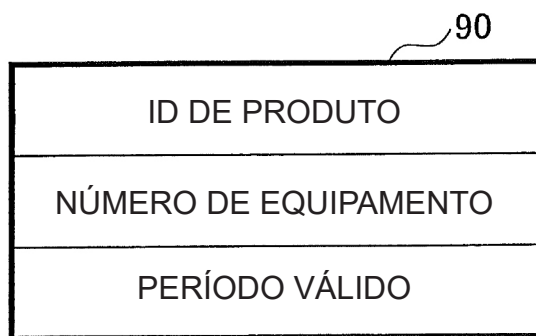 90
ID DE PRODUTO
NÚMERO DE EQUIPAMENTO
PERÍODO VÁLIDO